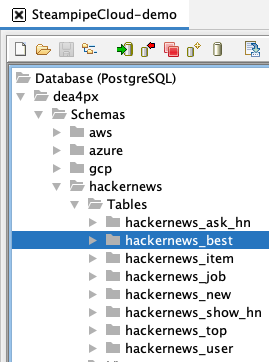 SteampipeCloud-demo
Database (PostgreSQL)
dea4px
Schemas
aws
azure
gcp
hackernews
Tables
hackernews_ask_hn
hackernews_best
hackernews_item
hackernews_job
hackernews_new
hackernews_show_hn
hackernews_top
hackernews_user